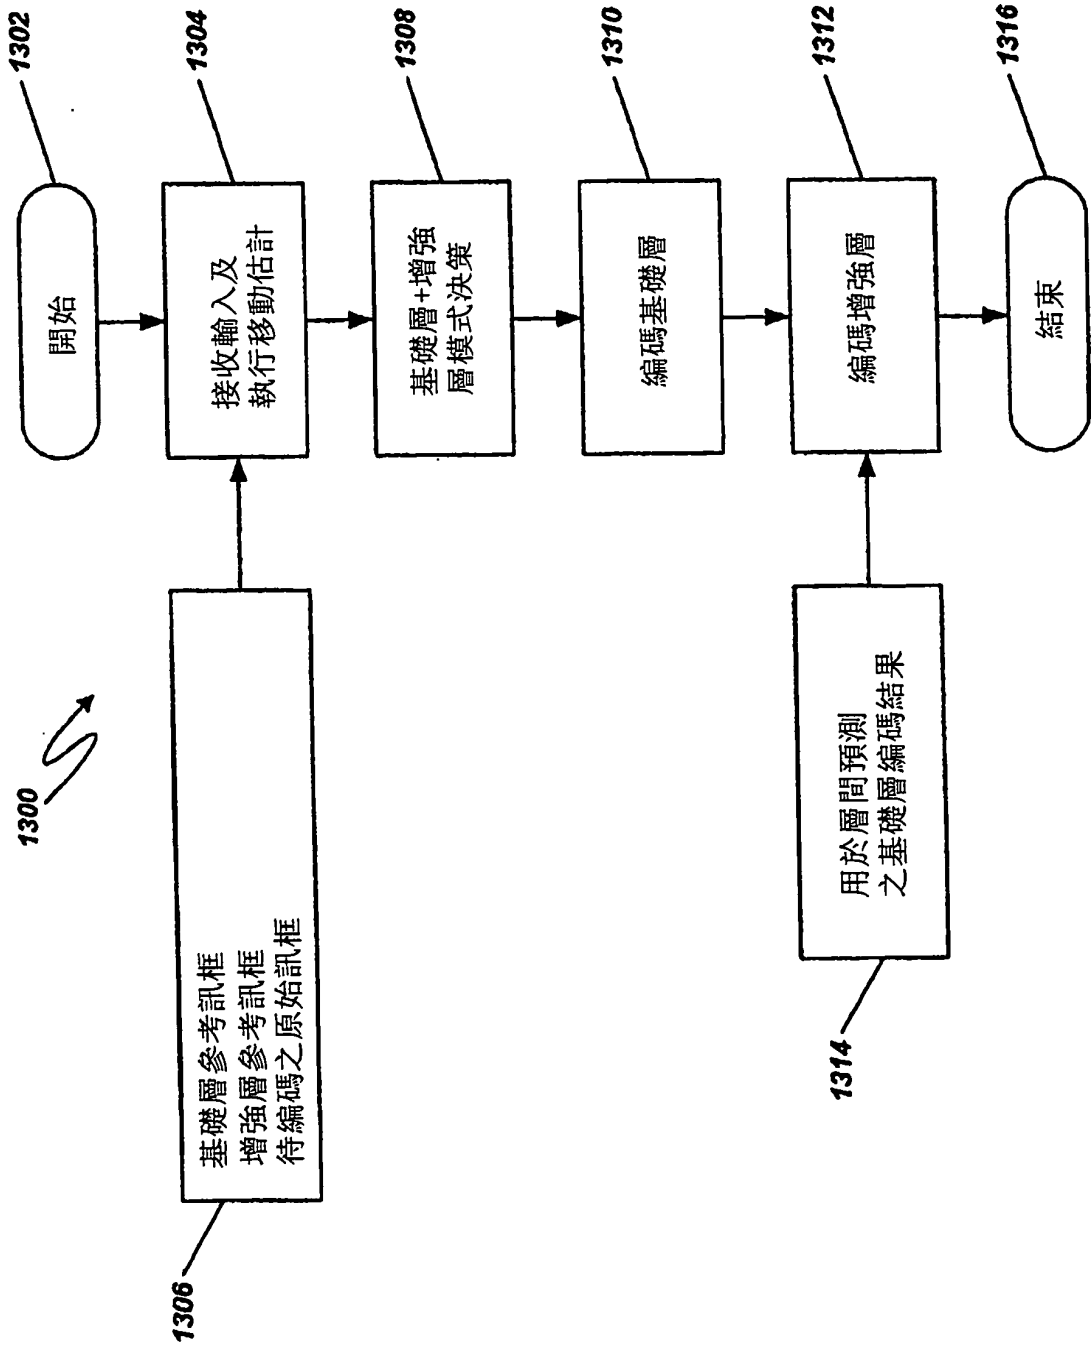 1300
1302
開始
1304
接收輸入及
執行移動估計
1306
基礎層參考訊框
增強層參考訊框
待編碼之原始訊框
1308
基礎層+增強
層模式決策
1310
編碼基礎層
1312
編碼增強層
1314
用於層間預測
之基礎層編碼結果
1316
結束